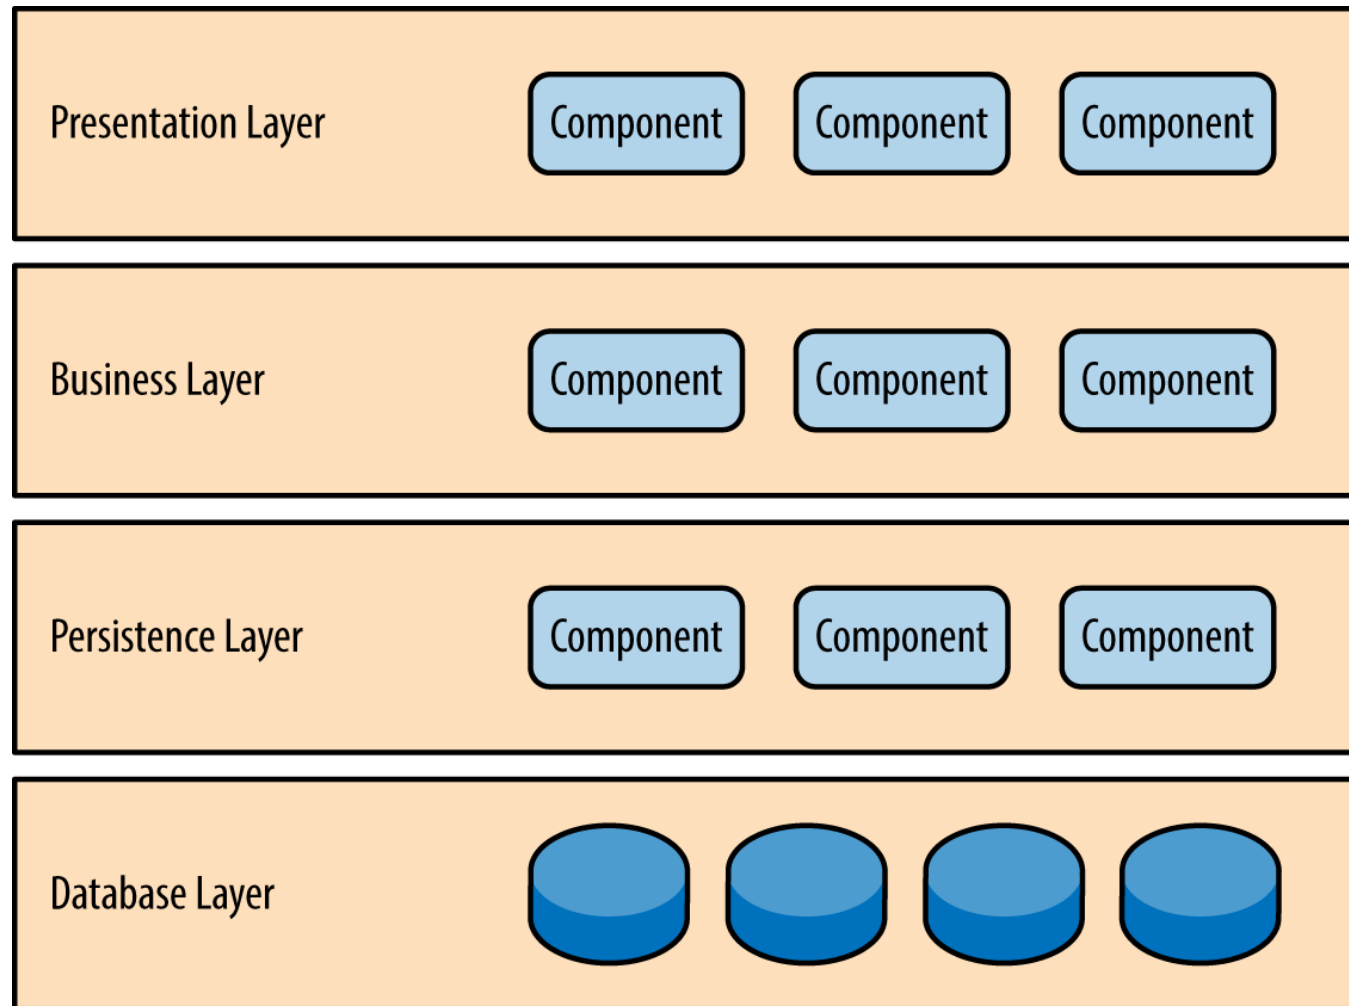 Presentation Layer
Component Component Component
Business Layer
Component Component Component
Persistence Layer
Component Component Component
Database Layer